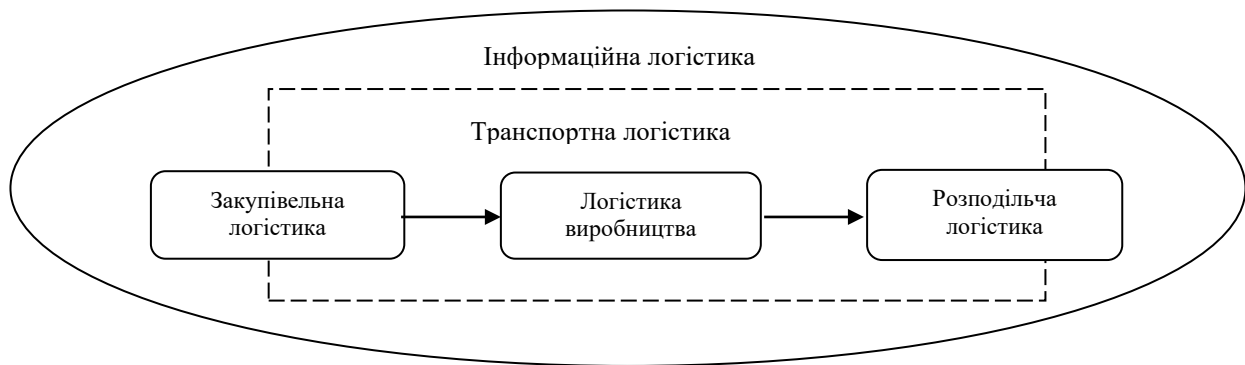 Інформаційна логістика
Транспортна логістика
Закупівельна
логістика
Логістика
виробництва
Розподільча
логістика